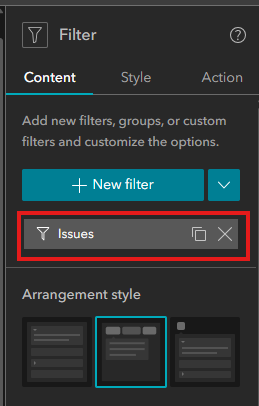 Filter
Content Style Action
Add new filters, groups, or custom
filters and customize the options.
New filter
Issues
Arrangement style